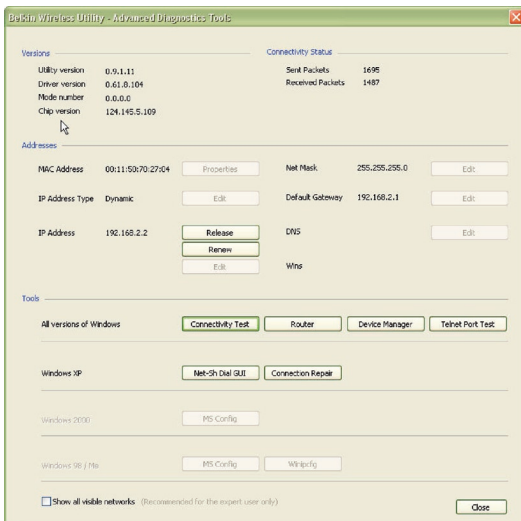 Belkin Wireless Utility - Advanced Diagnostics Tools
Versions
Utility version 0.9.1.11
Driver version 0.61.8.104
Mode number 0.0.0.0
Chip version 124.145.5.109
Connectivity Status
Sent Packets 1695
Received Packets 1487
Addresses
MAC Address 00:11:50:70:27:04 Properties
Net Mask 255.255.255.0 Edit
IP Address Type Dynamic Edit
Default Gateway 192.168.2.1 Edit
IP Address 192.168.2.2 Release
Renew
Edit
DNS Edit
Wins
Tools
All versions of Windows Connectivity Test Router Device Manager Telnet Port Test
Windows XP Net-Sh Dial GUI Connection Repair
Windows 2000 MS Config
Windows 98 / Me MS Config Winipcfg
Show all visible networks (Recommended for the expert user only)
Close